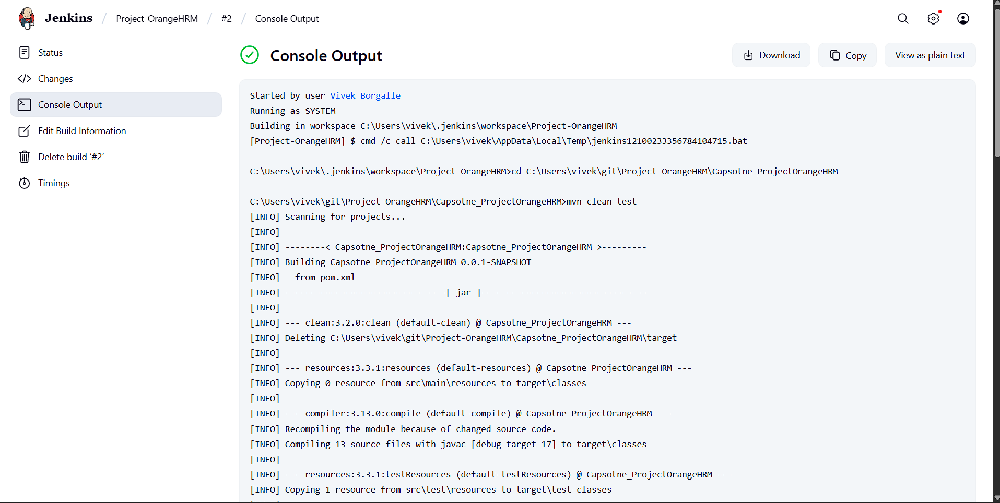 Jenkins / Project-OrangeHRM / #2 / Console Output
Status
Changes
Console Output
Edit Build Information
Delete build ‘#2’
Timings
Console Output
Download
Copy
View as plain text
Started by user Vivek Borgalle
Running as SYSTEM
Building in workspace C:\Users\vivek\.jenkins\workspace\Project-OrangeHRM
[Project-OrangeHRM] $ cmd /c call C:\Users\vivek\AppData\Local\Temp\jenkins12100233356784104715.bat
C:\Users\vivek\.jenkins\workspace\Project-OrangeHRM>cd C:\Users\vivek\git\Project-OrangeHRM\Capsotne_ProjectOrangeHRM
C:\Users\vivek\git\Project-OrangeHRM\Capsotne_ProjectOrangeHRM>mvn clean test
[INFO] Scanning for projects...
[INFO]
[INFO] --------< Capsotne_ProjectOrangeHRM:Capsotne_ProjectOrangeHRM >---------
[INFO] Building Capsotne_ProjectOrangeHRM 0.0.1-SNAPSHOT
[INFO]   from pom.xml
[INFO] --------------------------------[ jar ]---------------------------------
[INFO]
[INFO] --- clean:3.2.0:clean (default-clean) @ Capsotne_ProjectOrangeHRM ---
[INFO] Deleting C:\Users\vivek\git\Project-OrangeHRM\Capsotne_ProjectOrangeHRM\target
[INFO]
[INFO] --- resources:3.3.1:resources (default-resources) @ Capsotne_ProjectOrangeHRM ---
[INFO] Copying 0 resource from src\main\resources to target\classes
[INFO]
[INFO] --- compiler:3.13.0:compile (default-compile) @ Capsotne_ProjectOrangeHRM ---
[INFO] Recompiling the module because of changed source code.
[INFO] Compiling 13 source files with javac [debug target 17] to target\classes
[INFO]
[INFO] --- resources:3.3.1:testResources (default-testResources) @ Capsotne_ProjectOrangeHRM ---
[INFO] Copying 1 resource from src\test\resources to target\test-classes